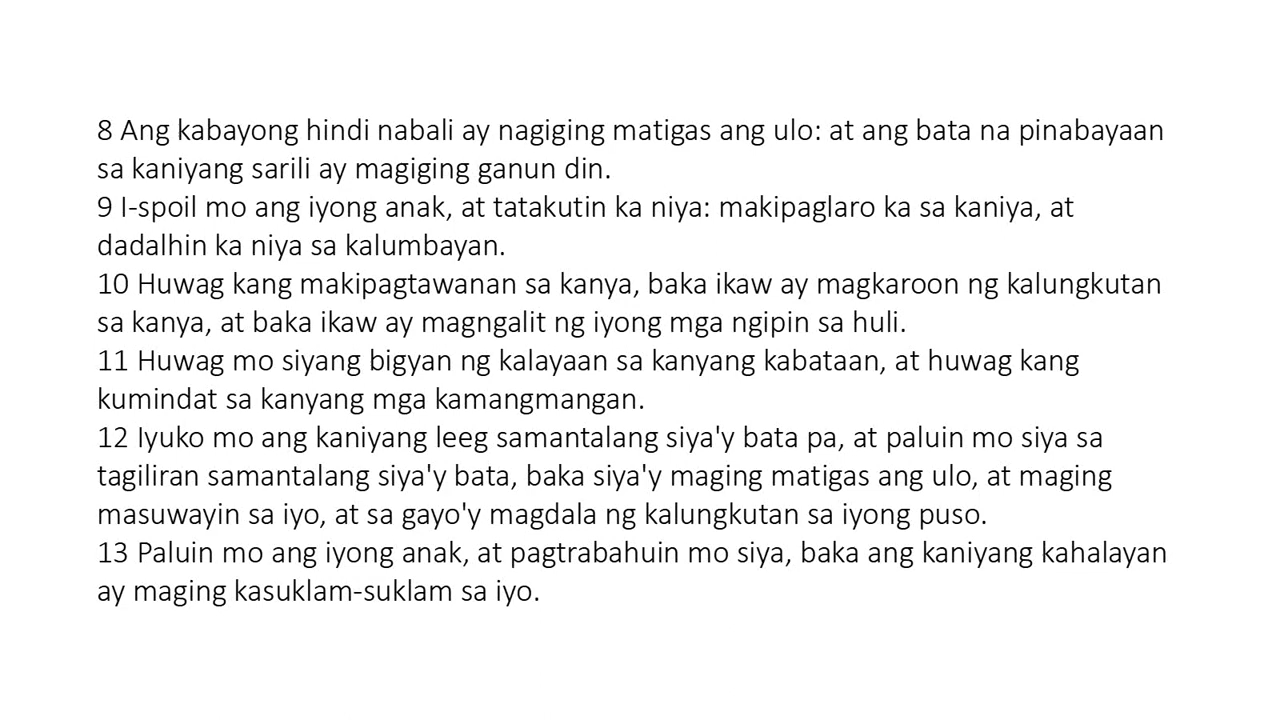 8 Ang kabayong hindi nabali ay nagiging matigas ang ulo: at ang bata na pinabayaan
sa kaniyang sarili ay magiging ganun din.
9 I-spoil mo ang iyong anak, at tatakutin ka niya: makipaglaro ka sa kaniya, at
dadalhin ka niya sa kalumbayan.
10 Huwag kang makipagtawanan sa kanya, baka ikaw ay magkaroon ng kalungkutan
sa kanya, at baka ikaw ay magngalit ng iyong mga ngipin sa huli.
11 Huwag mo siyang bigyan ng kalayaan sa kanyang kabataan, at huwag kang
kumindat sa kanyang mga kamangmangan.
12 Iyuko mo ang kaniyang leeg samantalang siya'y bata pa, at paluin mo siya sa
tagiliran samantalang siya'y bata, baka siya'y maging matigas ang ulo, at maging
masuwayin sa iyo, at sa gayo'y magdala ng kalungkutan sa iyong puso.
13 Paluin mo ang iyong anak, at pagtrabahuin mo siya, baka ang kaniyang kahalayan
ay maging kasuklam-suklam sa iyo.